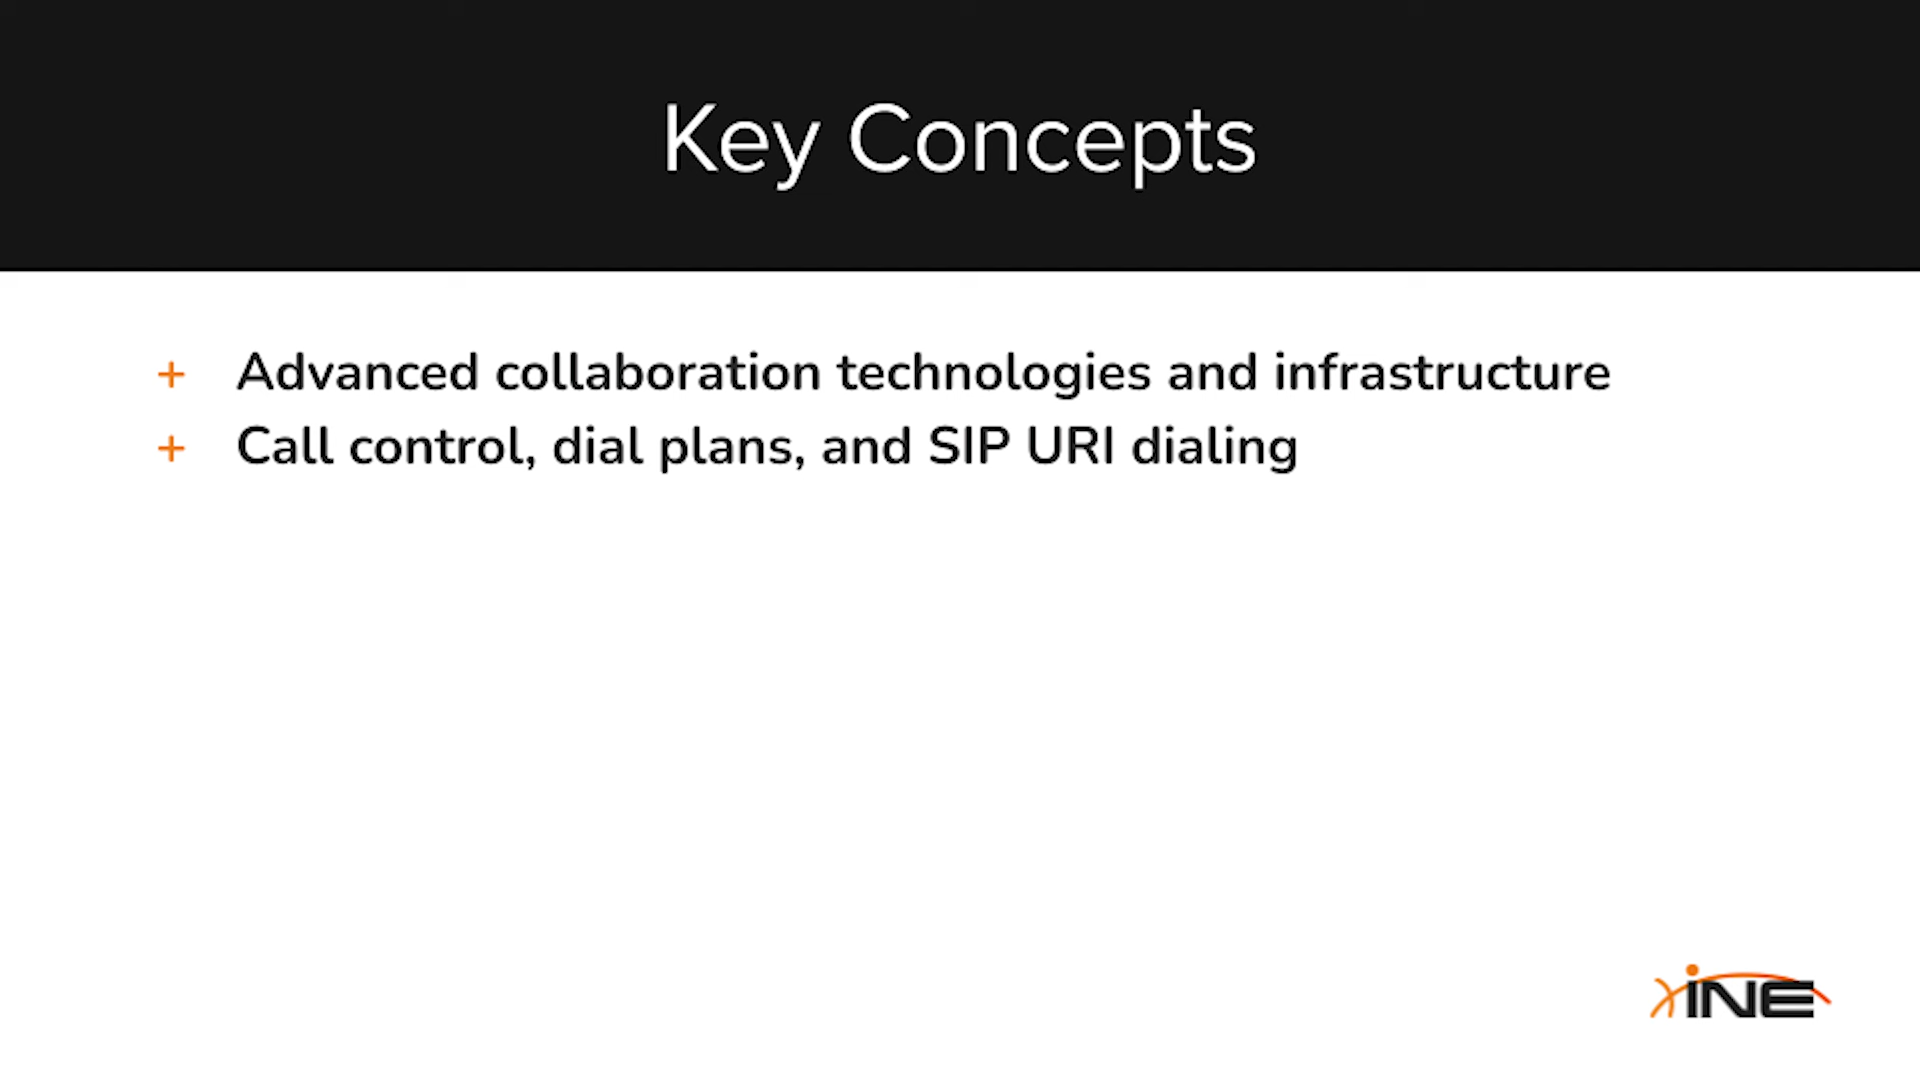 Key Concepts
+ Advanced collaboration technologies and infrastructure
+ Call control, dial plans, and SIP URI dialing
iNE